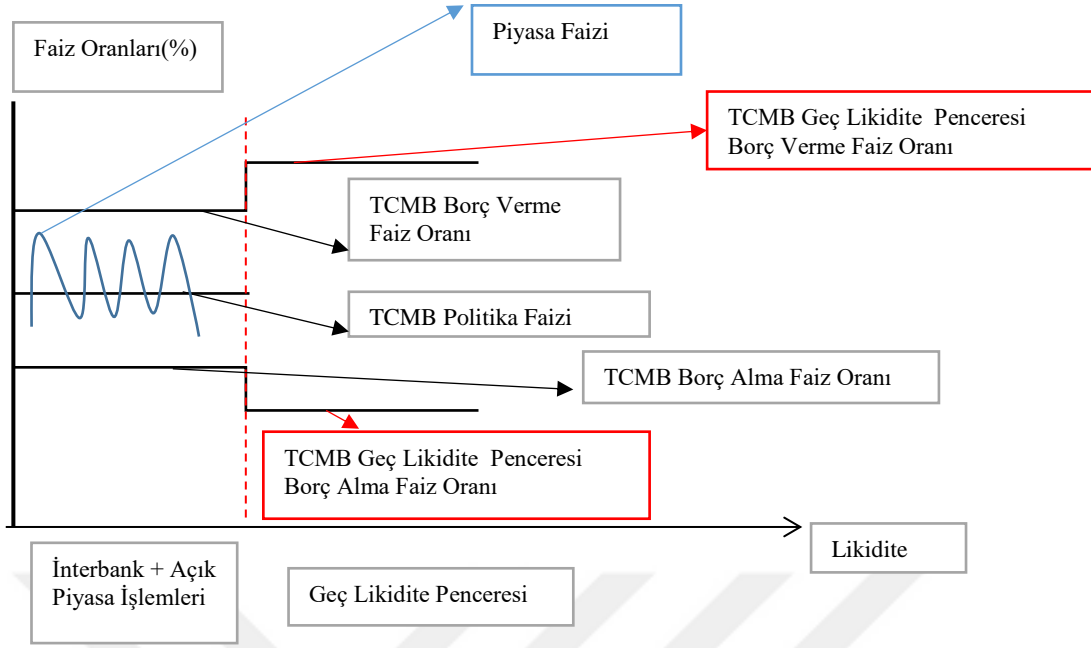 Piyasa Faizi
Faiz Oranları(%)
TCMB Geç Likidite Penceresi
Borç Verme Faiz Oranı
TCMB Borç Verme
Faiz Oranı
TCMB Politika Faizi
TCMB Borç Alma Faiz Oranı
TCMB Geç Likidite Penceresi
Borç Alma Faiz Oranı
Likidite
İnterbank + Açık
Piyasa İşlemleri
Geç Likidite Penceresi